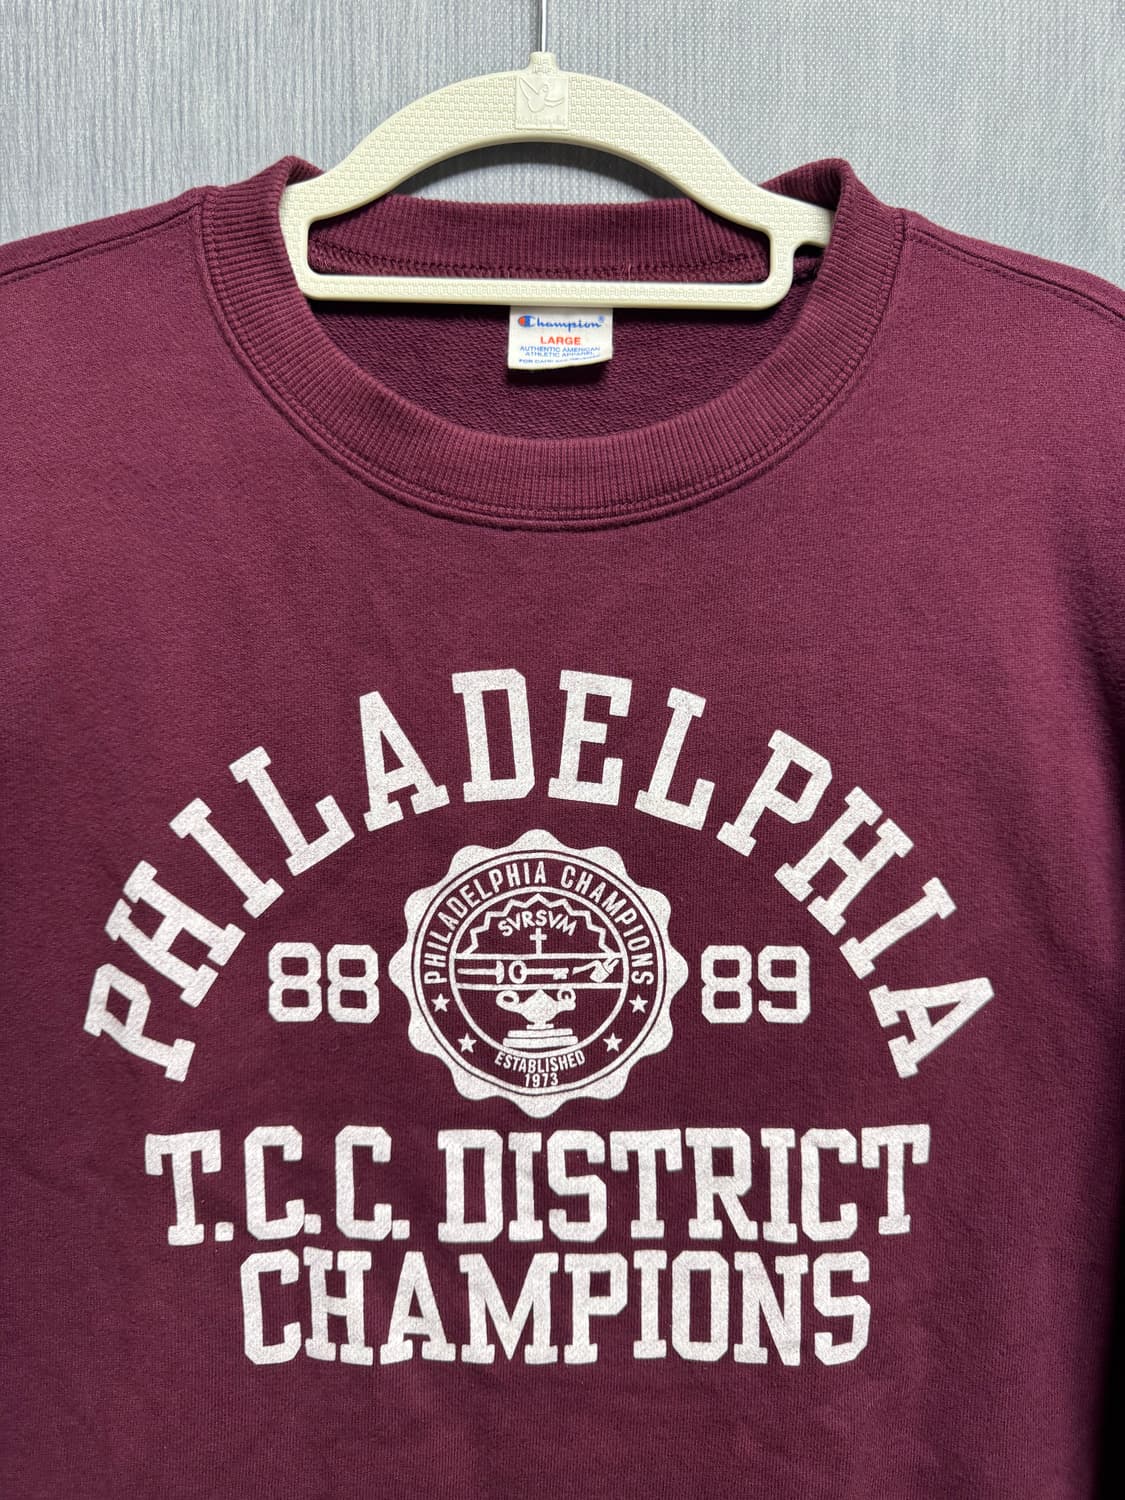 Champion
LARGE
AUTHENTIC AMERICAN
ATHLETIC APPAREL
PHILADELPHIA
88
PHILADELPHIA CHAMPIONS
SVRSVM
ESTABLISHED
1973
89
T.C.C. DISTRICT
CHAMPIONS